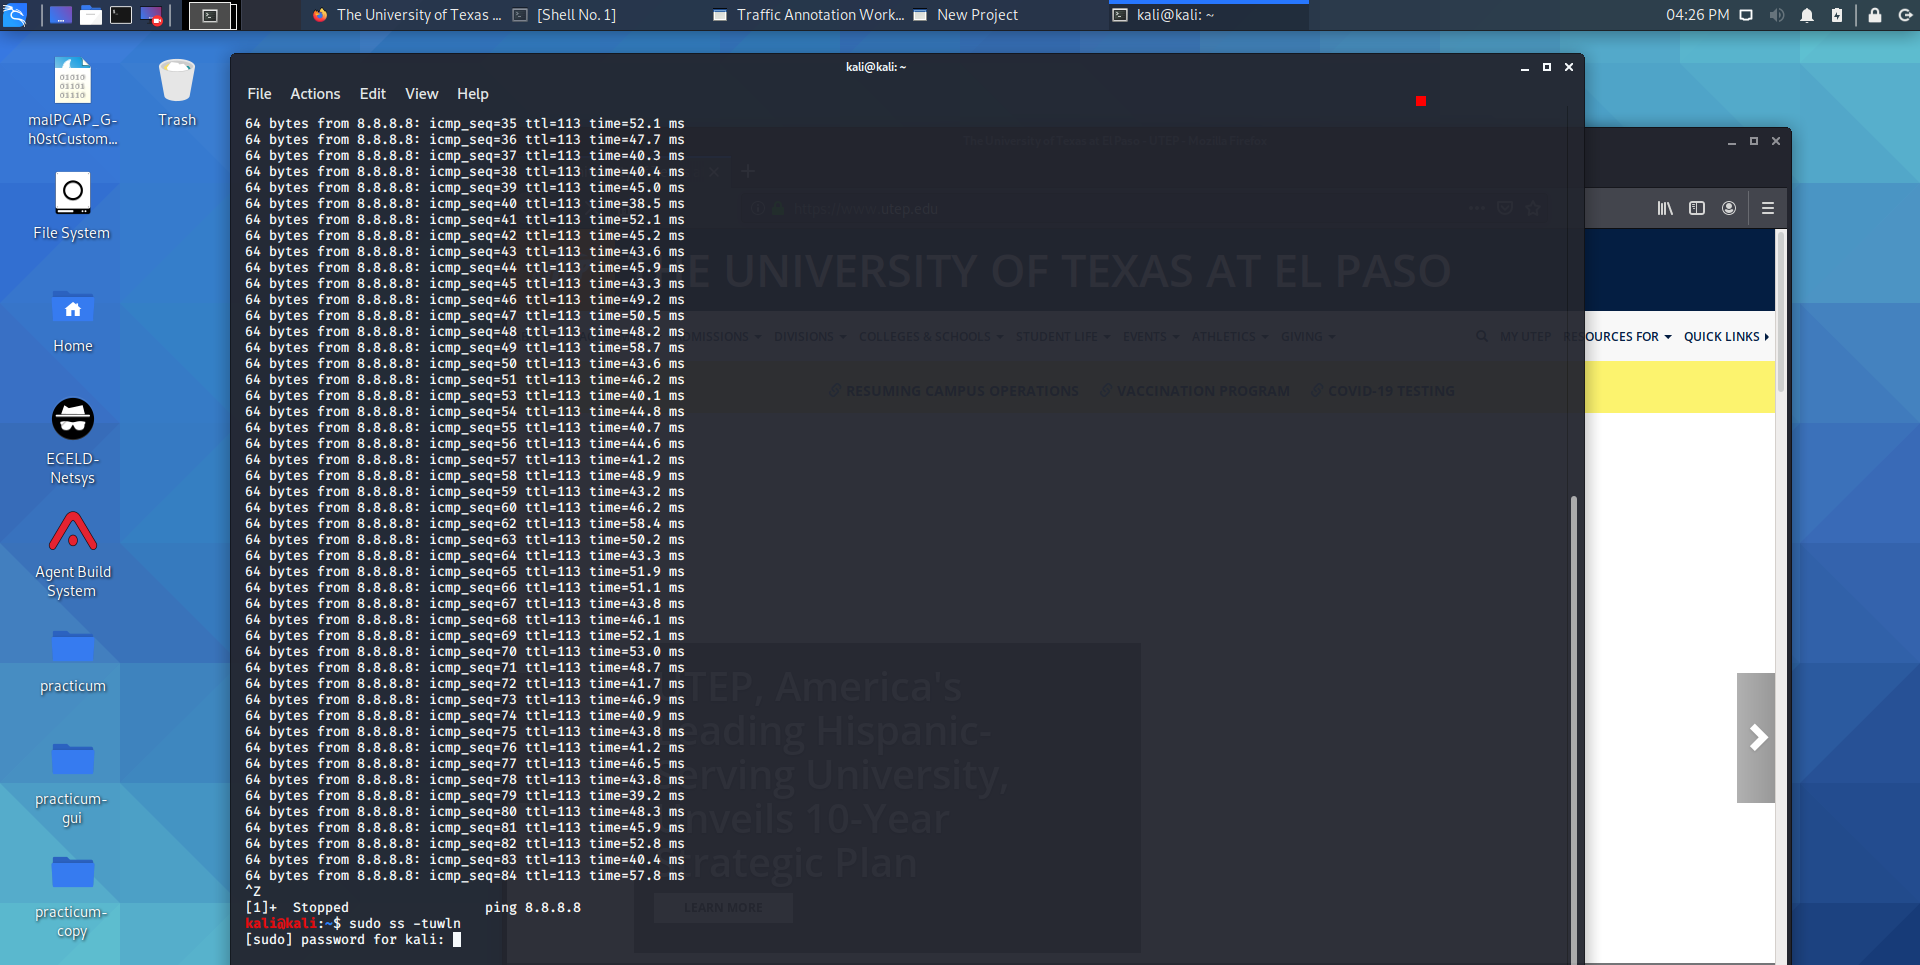 The University of Texas ...
[Shell No. 1]
Traffic Annotation Work...
New Project
kali@kali: ~
04:26 PM
malPCAP_G-
h0stCustom...
Trash
File System
Home
ECELD-
Netsys
Agent Build
System
practicum
practicum-
gui
practicum-
copy
kali@kali: ~
File Actions Edit View Help
64 bytes from 8.8.8.8: icmp_seq=35 ttl=113 time=52.1 ms
64 bytes from 8.8.8.8: icmp_seq=36 ttl=113 time=47.7 ms
64 bytes from 8.8.8.8: icmp_seq=37 ttl=113 time=40.3 ms
64 bytes from 8.8.8.8: icmp_seq=38 ttl=113 time=40.4 ms
64 bytes from 8.8.8.8: icmp_seq=39 ttl=113 time=45.0 ms
64 bytes from 8.8.8.8: icmp_seq=40 ttl=113 time=38.5 ms
64 bytes from 8.8.8.8: icmp_seq=41 ttl=113 time=52.1 ms
64 bytes from 8.8.8.8: icmp_seq=42 ttl=113 time=45.2 ms
64 bytes from 8.8.8.8: icmp_seq=43 ttl=113 time=43.6 ms
64 bytes from 8.8.8.8: icmp_seq=44 ttl=113 time=45.9 ms
64 bytes from 8.8.8.8: icmp_seq=45 ttl=113 time=43.3 ms
64 bytes from 8.8.8.8: icmp_seq=46 ttl=113 time=49.2 ms
64 bytes from 8.8.8.8: icmp_seq=47 ttl=113 time=50.5 ms
64 bytes from 8.8.8.8: icmp_seq=48 ttl=113 time=48.2 ms
64 bytes from 8.8.8.8: icmp_seq=49 ttl=113 time=58.7 ms
64 bytes from 8.8.8.8: icmp_seq=50 ttl=113 time=43.6 ms
64 bytes from 8.8.8.8: icmp_seq=51 ttl=113 time=46.2 ms
64 bytes from 8.8.8.8: icmp_seq=53 ttl=113 time=40.1 ms
64 bytes from 8.8.8.8: icmp_seq=54 ttl=113 time=44.8 ms
64 bytes from 8.8.8.8: icmp_seq=55 ttl=113 time=40.7 ms
64 bytes from 8.8.8.8: icmp_seq=56 ttl=113 time=44.6 ms
64 bytes from 8.8.8.8: icmp_seq=57 ttl=113 time=41.2 ms
64 bytes from 8.8.8.8: icmp_seq=58 ttl=113 time=48.9 ms
64 bytes from 8.8.8.8: icmp_seq=59 ttl=113 time=43.2 ms
64 bytes from 8.8.8.8: icmp_seq=60 ttl=113 time=46.2 ms
64 bytes from 8.8.8.8: icmp_seq=62 ttl=113 time=58.4 ms
64 bytes from 8.8.8.8: icmp_seq=63 ttl=113 time=50.2 ms
64 bytes from 8.8.8.8: icmp_seq=64 ttl=113 time=43.3 ms
64 bytes from 8.8.8.8: icmp_seq=65 ttl=113 time=51.9 ms
64 bytes from 8.8.8.8: icmp_seq=66 ttl=113 time=51.1 ms
64 bytes from 8.8.8.8: icmp_seq=67 ttl=113 time=43.8 ms
64 bytes from 8.8.8.8: icmp_seq=68 ttl=113 time=46.1 ms
64 bytes from 8.8.8.8: icmp_seq=69 ttl=113 time=52.1 ms
64 bytes from 8.8.8.8: icmp_seq=70 ttl=113 time=53.0 ms
64 bytes from 8.8.8.8: icmp_seq=71 ttl=113 time=48.7 ms
64 bytes from 8.8.8.8: icmp_seq=72 ttl=113 time=41.7 ms
64 bytes from 8.8.8.8: icmp_seq=73 ttl=113 time=46.9 ms
64 bytes from 8.8.8.8: icmp_seq=74 ttl=113 time=40.9 ms
64 bytes from 8.8.8.8: icmp_seq=75 ttl=113 time=43.8 ms
64 bytes from 8.8.8.8: icmp_seq=76 ttl=113 time=41.2 ms
64 bytes from 8.8.8.8: icmp_seq=77 ttl=113 time=46.5 ms
64 bytes from 8.8.8.8: icmp_seq=78 ttl=113 time=43.8 ms
64 bytes from 8.8.8.8: icmp_seq=79 ttl=113 time=39.2 ms
64 bytes from 8.8.8.8: icmp_seq=80 ttl=113 time=48.3 ms
64 bytes from 8.8.8.8: icmp_seq=81 ttl=113 time=45.9 ms
64 bytes from 8.8.8.8: icmp_seq=82 ttl=113 time=52.8 ms
64 bytes from 8.8.8.8: icmp_seq=83 ttl=113 time=40.4 ms
64 bytes from 8.8.8.8: icmp_seq=84 ttl=113 time=57.8 ms
^Z
[1]+ Stopped ping 8.8.8.8
kali@kali:~$ sudo ss -tuwln
[sudo] password for kali:
The University of Texas at El Paso - UTEP - Mozilla Firefox
utep.edu
E UNIVERSITY OF TEXAS AT EL PASO
DMISSIONS DIVISIONS COLLEGES & SCHOOLS STUDENT LIFE EVENTS ATHLETICS GIVING MY UTEP RESOURCES FOR QUICK LINKS
RESUMING CAMPUS OPERATIONS VACCINATION PROGRAM COVID-19 TESTING
TEP, America's
eading Hispanic-
erving University,
nveils 10-Year
trategic Plan
LEARN MORE